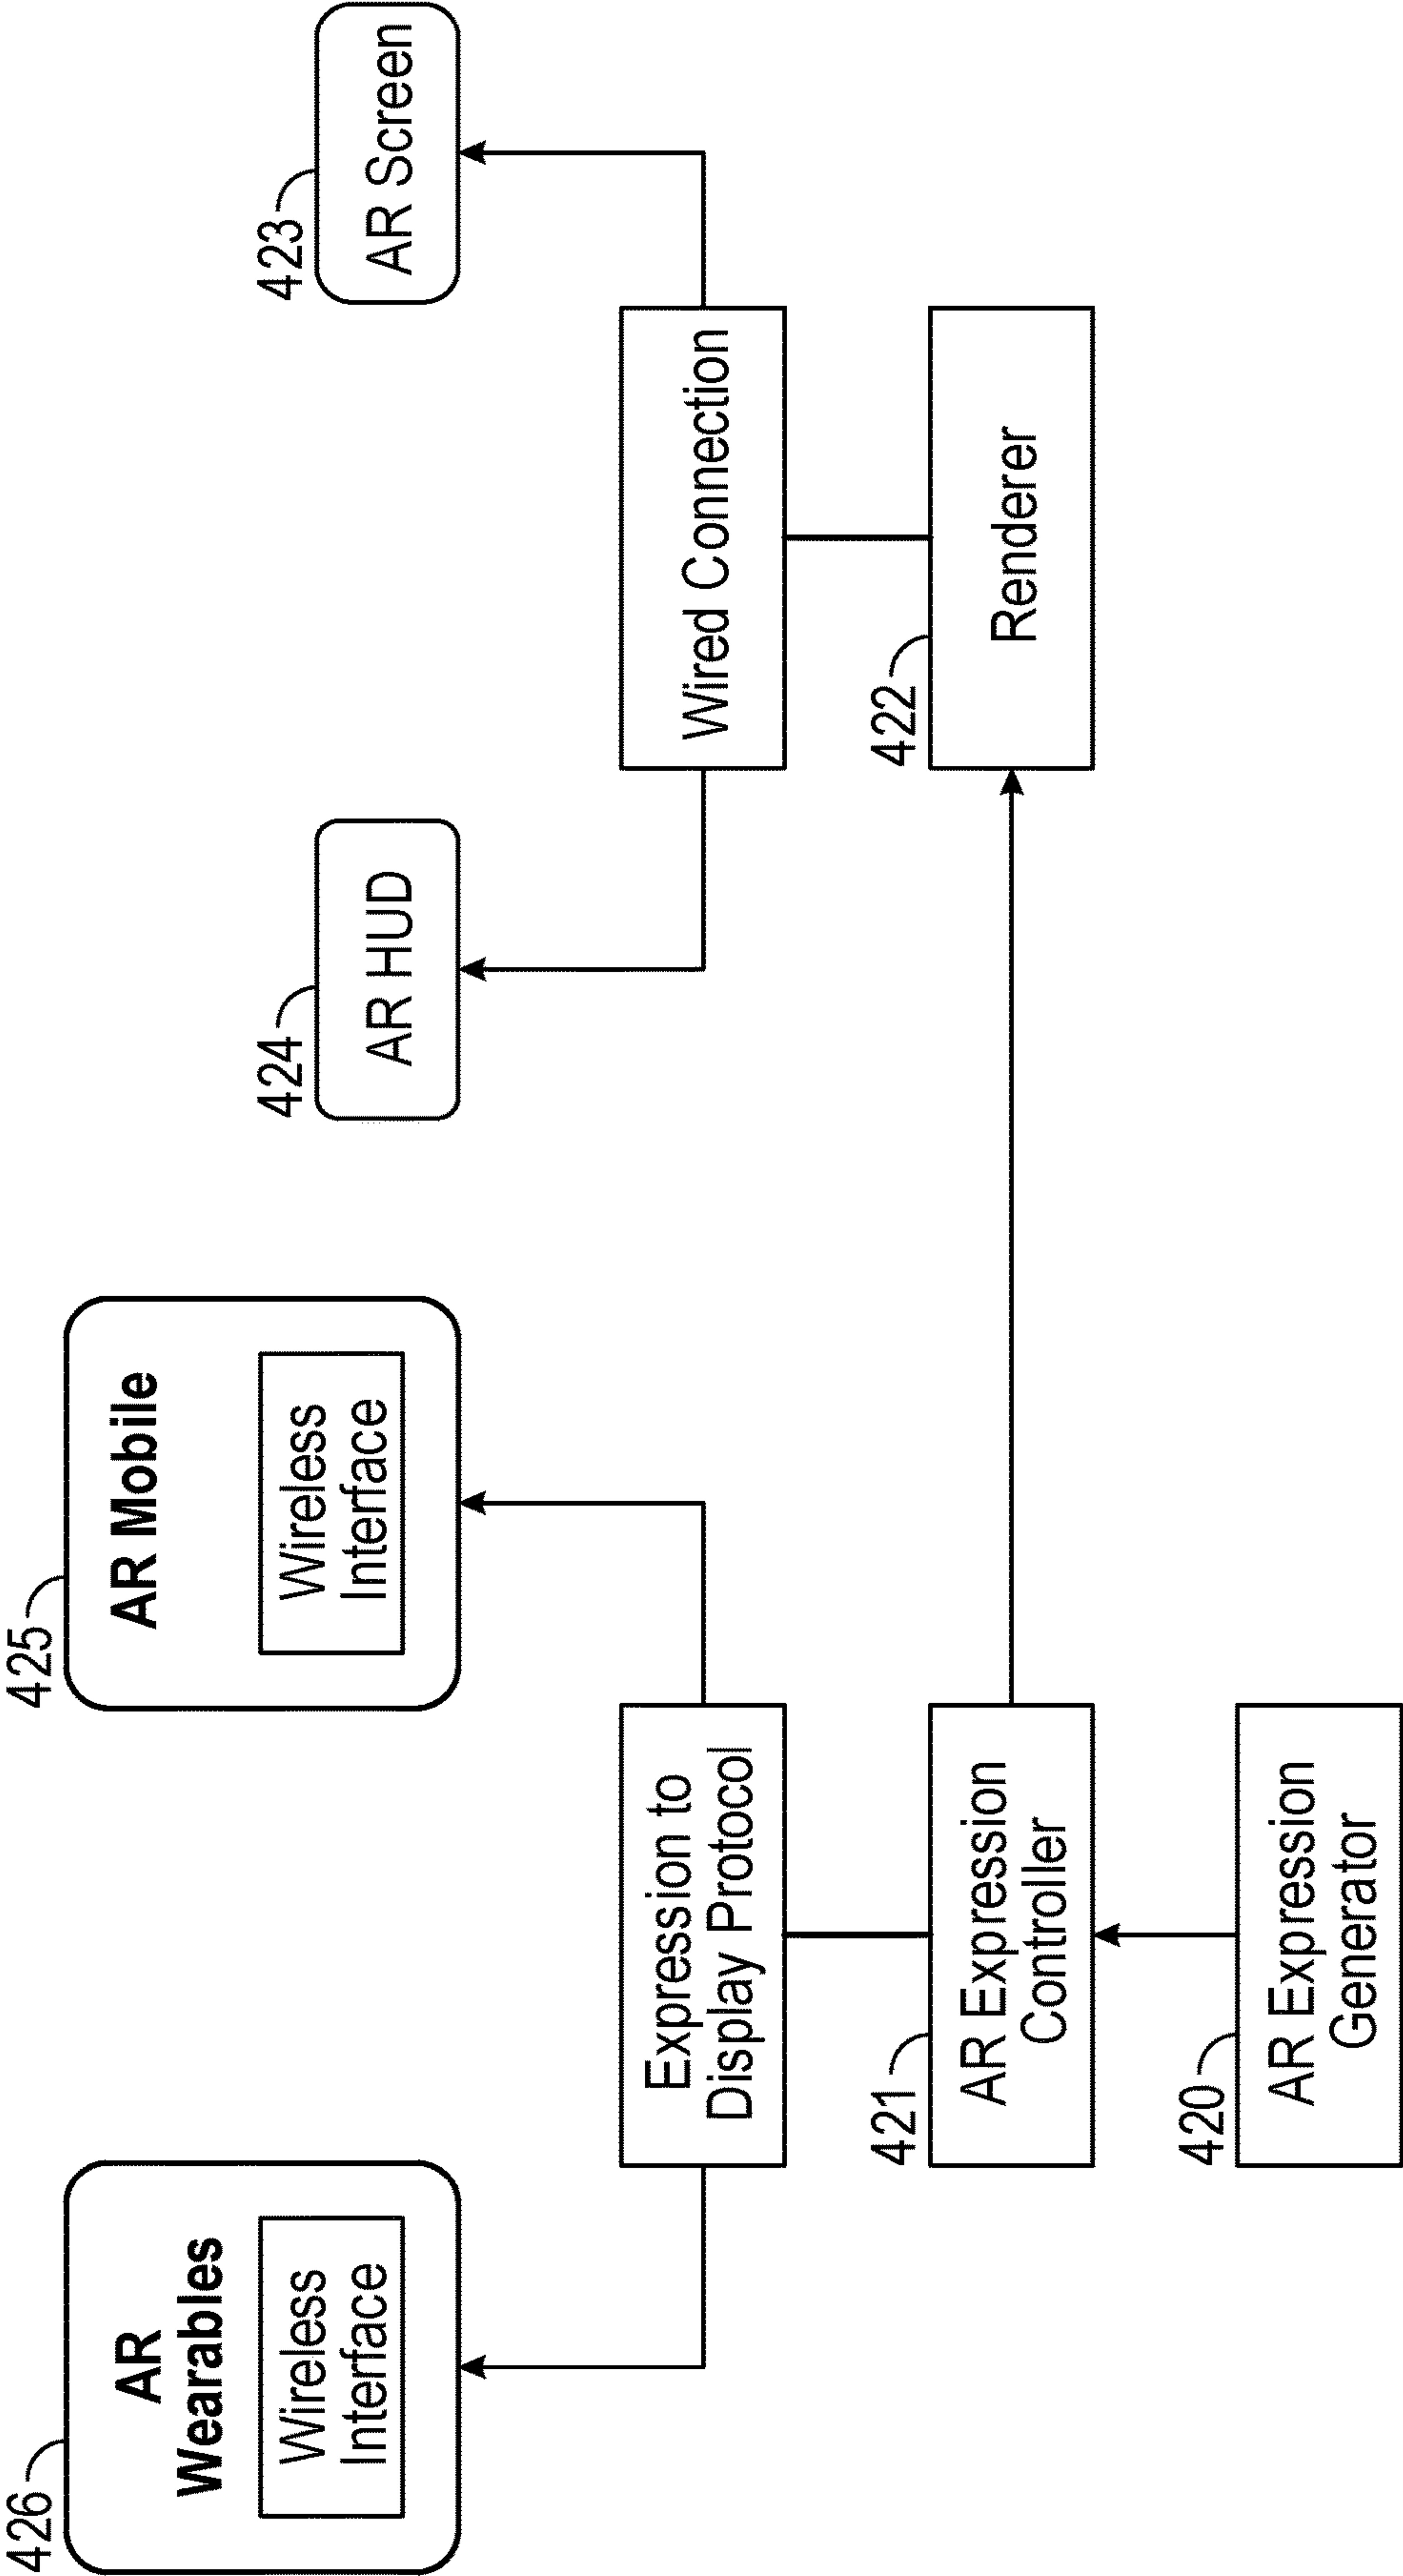 426
AR
Wearables
Wireless
Interface
425
AR Mobile
Wireless
Interface
424
AR HUD
423
AR Screen
Expression to
Display Protocol
Wired Connection
421
AR Expression
Controller
422
Renderer
420
AR Expression
Generator